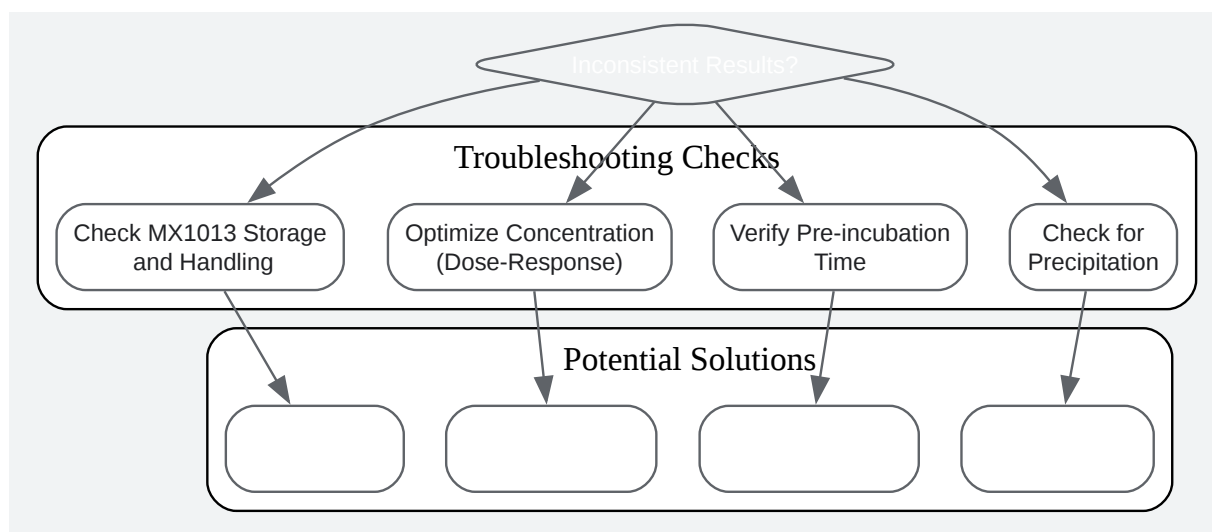 Inconsistent Results?
Troubleshooting Checks
Check MX1013 Storage
and Handling
Optimize Concentration
(Dose-Response)
Verify Pre-incubation
Time
Check for
Precipitation
Potential Solutions